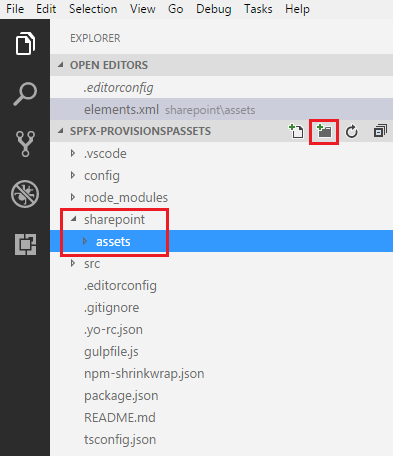 File Edit Selection View Go Debug Tasks Help
EXPLORER
OPEN EDITORS
.editorconfig
elements.xml sharepoint\assets
SPFX-PROVISIONSPASSETS
.vscode
config
node_modules
sharepoint
assets
src
.editorconfig
.gitignore
.yo-rc.json
gulpfile.js
npm-shrinkwrap.json
package.json
README.md
tsconfig.json